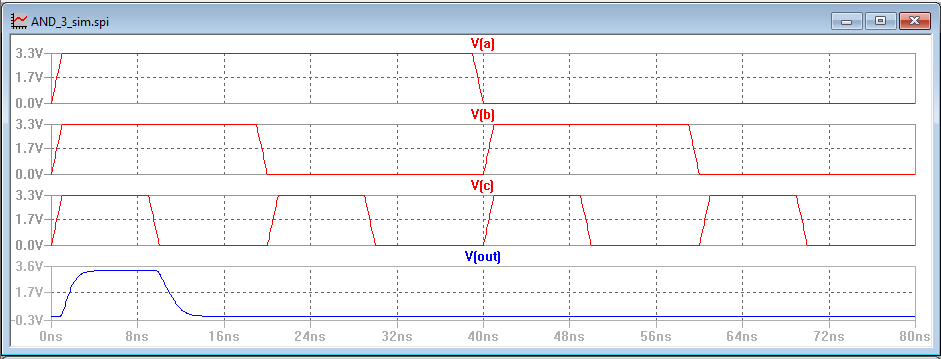 AND_3_sim.spi
V(a)
3.3V
1.7V
0.0V
V(b)
3.3V
1.7V
0.0V
V(c)
3.3V
1.7V
0.0V
V(out)
3.6V
1.7V
-0.3V
0ns 8ns 16ns 24ns 32ns 40ns 48ns 56ns 64ns 72ns 80ns